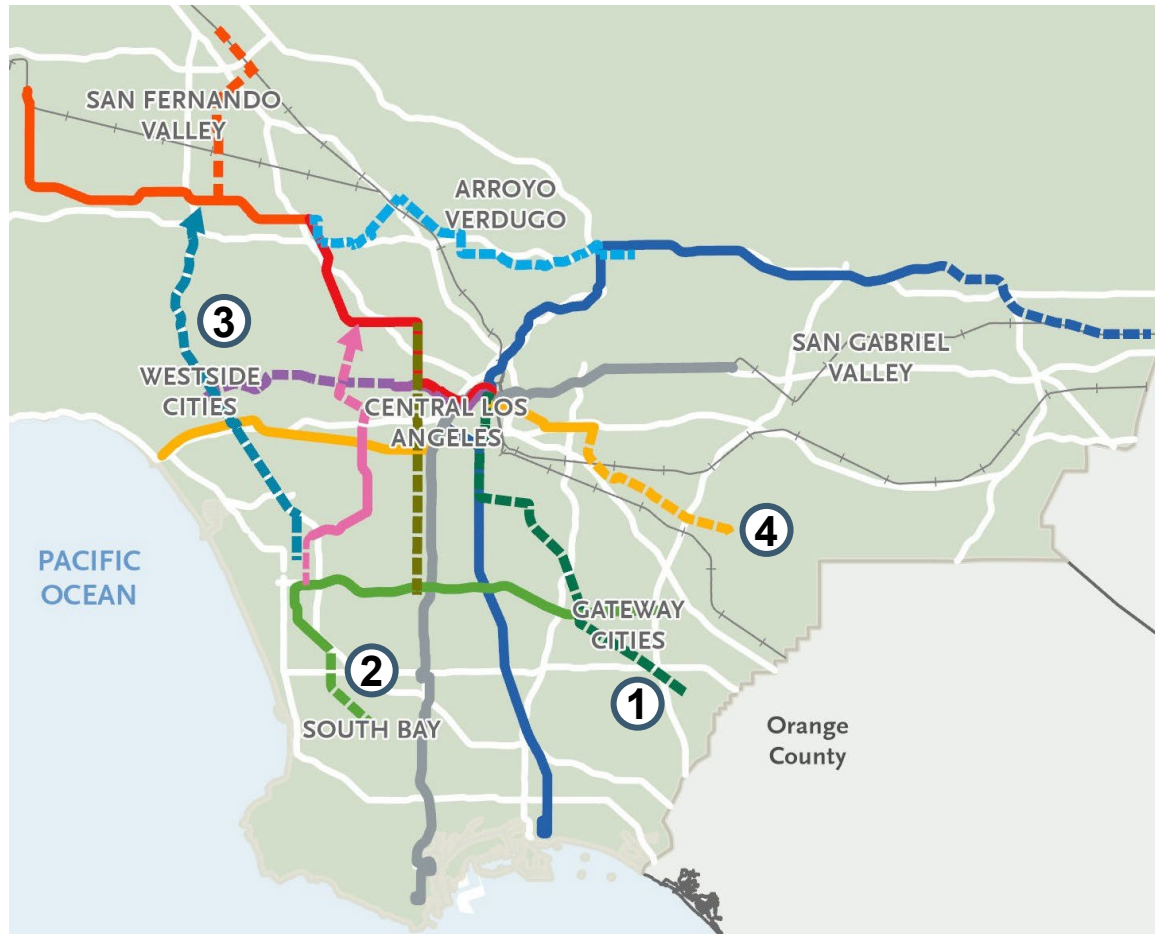 SAN FERNANDO
VALLEY
ARROYO
VERDUGO
3
SAN GABRIEL
VALLEY
WESTSIDE
CITIES
CENTRAL LOS
ANGELES
4
PACIFIC
OCEAN
GATEWAY
CITIES
2
1
SOUTH BAY
Orange
County